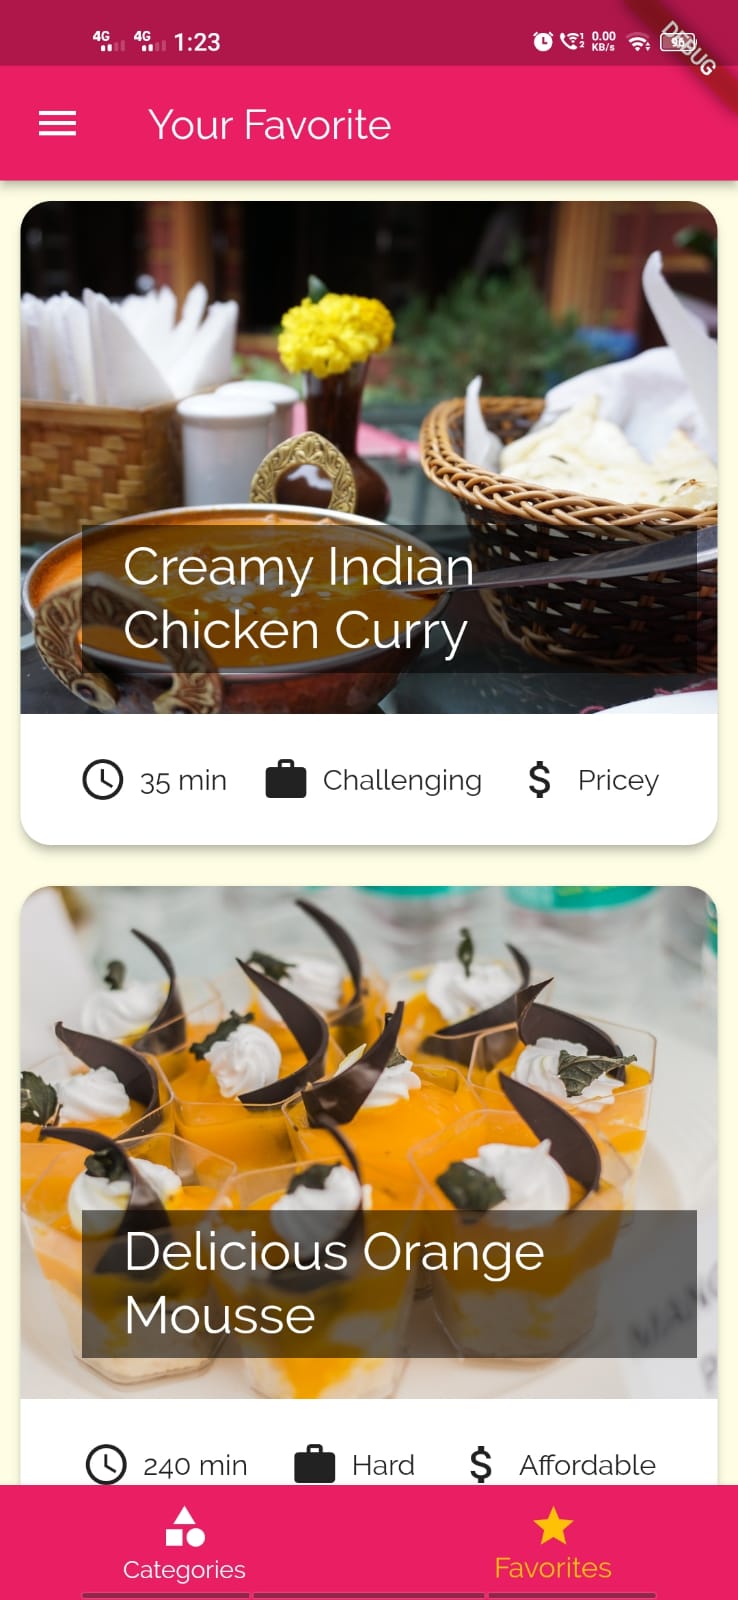 4G 4G 1:23 2 0.00 KB/s 96
DEBUG
Your Favorite
Creamy Indian
Chicken Curry
35 min Challenging $ Pricey
Delicious Orange
Mousse
240 min Hard $ Affordable
Categories Favorites